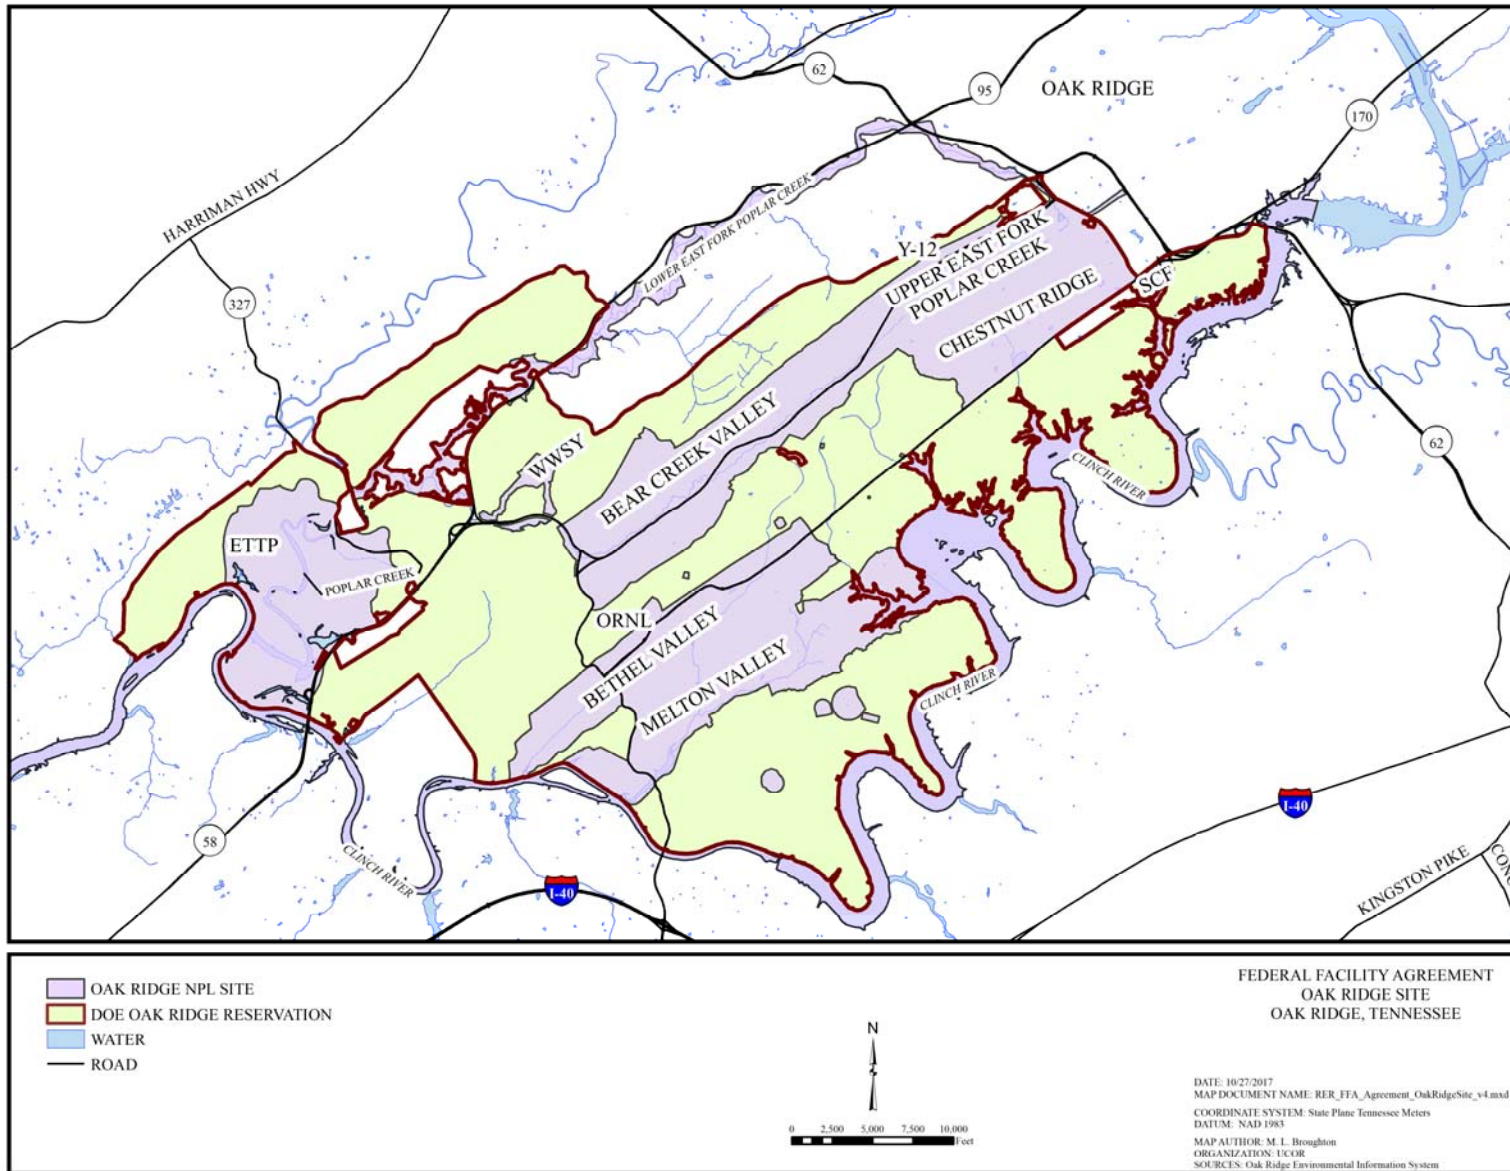 62
95
OAK RIDGE
170
HARRIMAN HWY
LOWER EAST FORK POPLAR CREEK
Y-12
UPPER EAST FORK
POPLAR CREEK
SCF
CHESTNUT RIDGE
327
BEAR CREEK VALLEY
WWSY
62
CLINCH RIVER
ETTP
POPLAR CREEK
ORNL
BETHEL VALLEY
MELTON VALLEY
CLINCH RIVER
I-40
58
CLINCH RIVER
I-40
KINGSTON PIKE
CONC
OAK RIDGE NPL SITE
DOE OAK RIDGE RESERVATION
WATER
ROAD
N
0 2,500 5,000 7,500 10,000
Feet
FEDERAL FACILITY AGREEMENT
OAK RIDGE SITE
OAK RIDGE, TENNESSEE
DATE: 10/27/2017
MAP DOCUMENT NAME: RER_FFA_Agreement_OakRidgeSite_v4.mxd
COORDINATE SYSTEM: State Plane Tennessee Meters
DATUM: NAD 1983
MAP AUTHOR: M. L. Broughton
ORGANIZATION: UCOR
SOURCES: Oak Ridge Environmental Information System